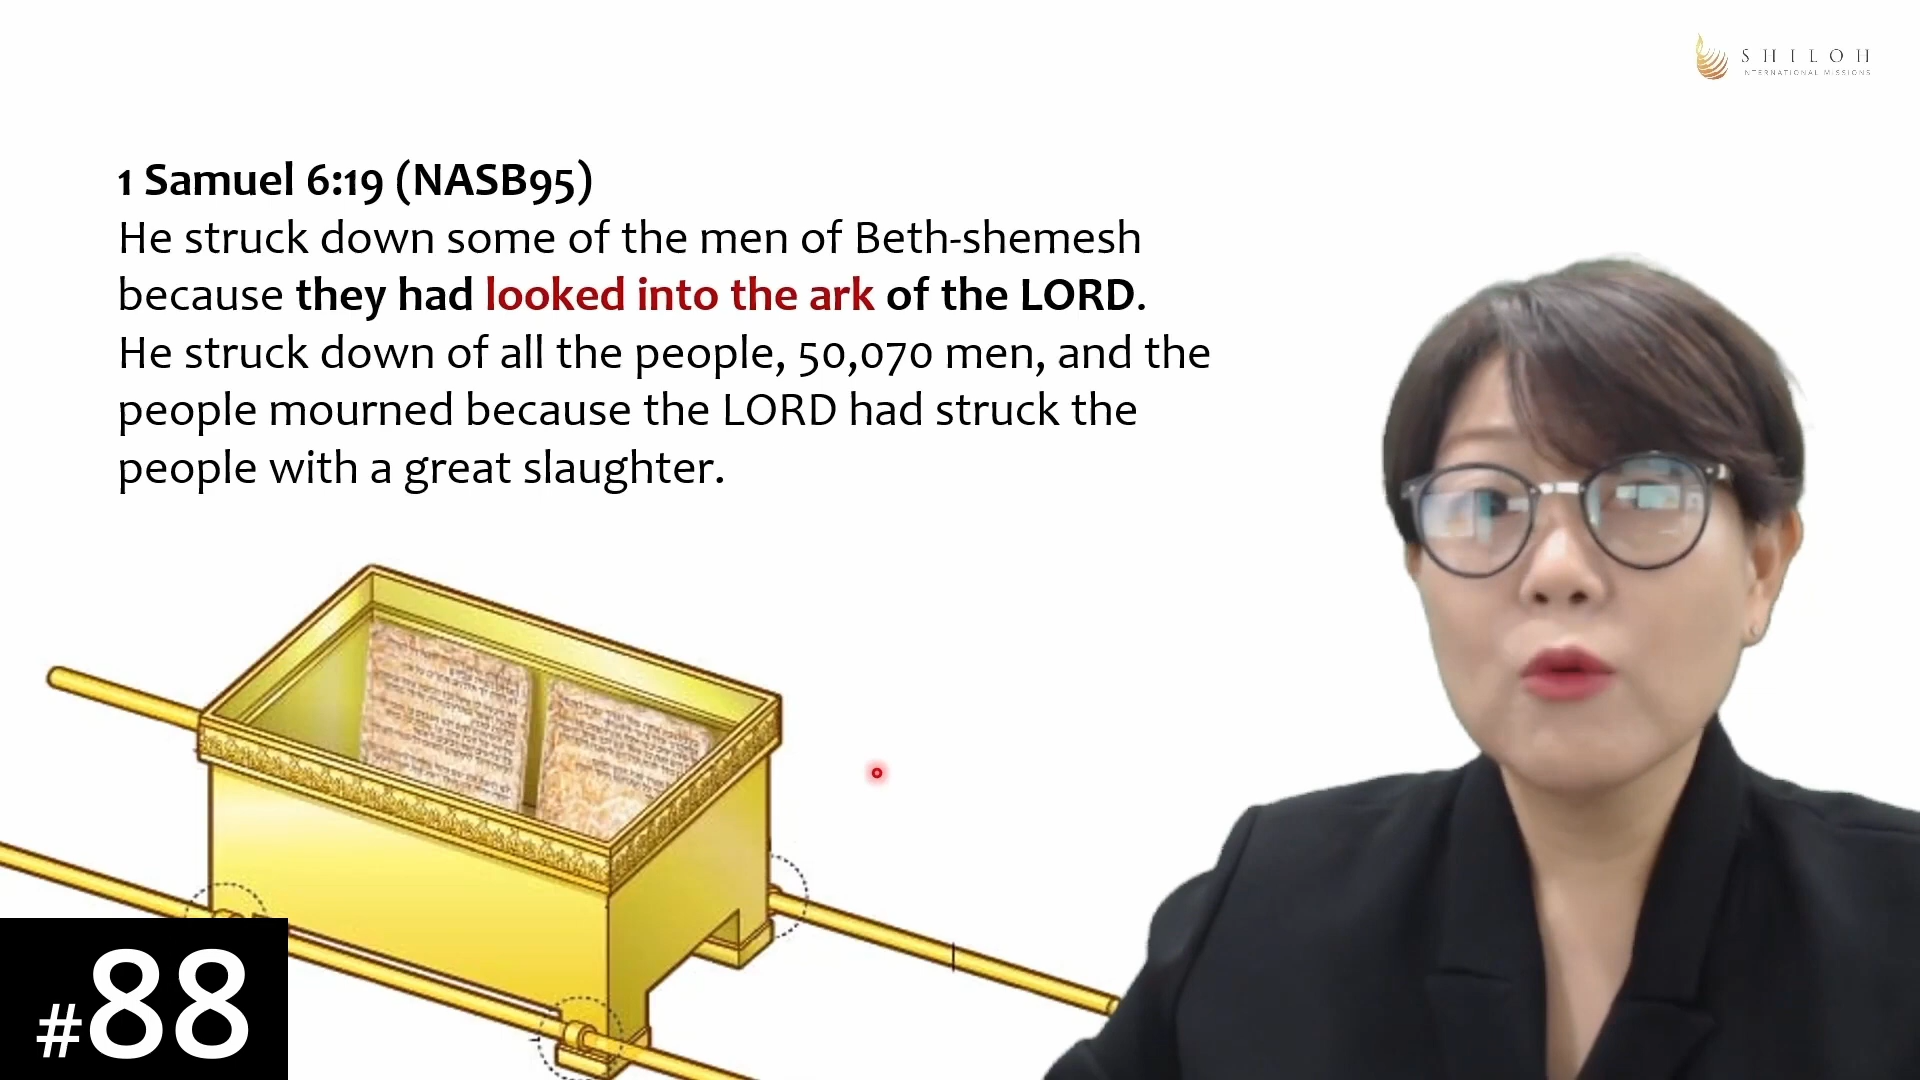 SHILOH
INTERNATIONAL MISSIONS
1 Samuel 6:19 (NASB95)
He struck down some of the men of Beth-shemesh
because they had looked into the ark of the LORD.
He struck down of all the people, 50,070 men, and the
people mourned because the LORD had struck the
people with a great slaughter.
#88